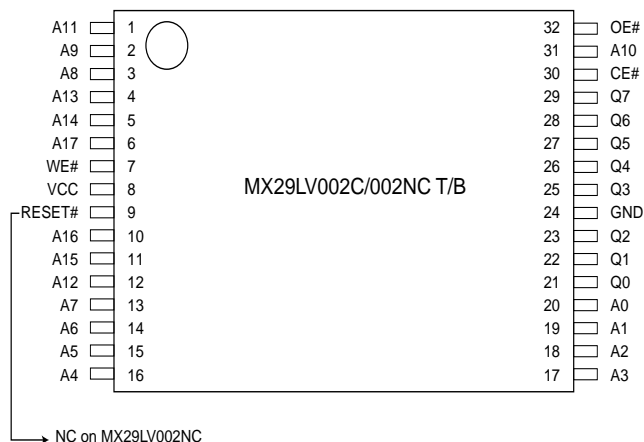 A11 1 32 OE#
A9 2 31 A10
A8 3 30 CE#
A13 4 29 Q7
A14 5 28 Q6
A17 6 27 Q5
WE# 7 26 Q4
VCC 8 MX29LV002C/002NC T/B 25 Q3
RESET# 9 24 GND
A16 10 23 Q2
A15 11 22 Q1
A12 12 21 Q0
A7 13 20 A0
A6 14 19 A1
A5 15 18 A2
A4 16 17 A3
NC on MX29LV002NC